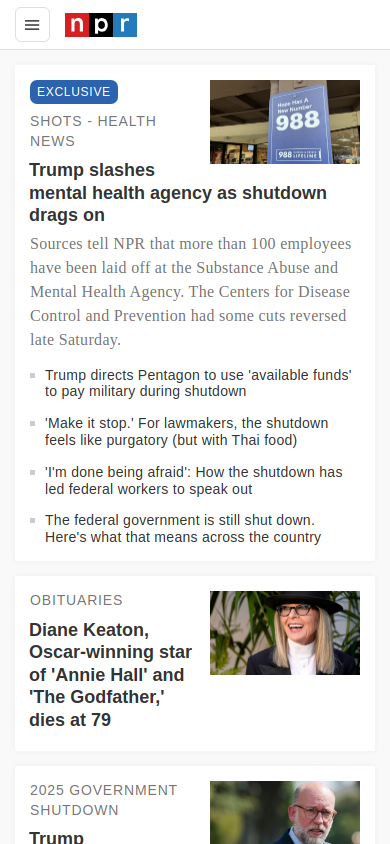 npr
EXCLUSIVE
SHOTS - HEALTH
NEWS
Hope Has A
New Number
988
988
LIFELINE
Trump slashes
mental health agency as shutdown
drags on
Sources tell NPR that more than 100 employees
have been laid off at the Substance Abuse and
Mental Health Agency. The Centers for Disease
Control and Prevention had some cuts reversed
late Saturday.
Trump directs Pentagon to use 'available funds'
to pay military during shutdown
'Make it stop.' For lawmakers, the shutdown
feels like purgatory (but with Thai food)
'I'm done being afraid': How the shutdown has
led federal workers to speak out
The federal government is still shut down.
Here's what that means across the country
OBITUARIES
Diane Keaton,
Oscar-winning star
of 'Annie Hall' and
'The Godfather,'
dies at 79
2025 GOVERNMENT
SHUTDOWN
Trump